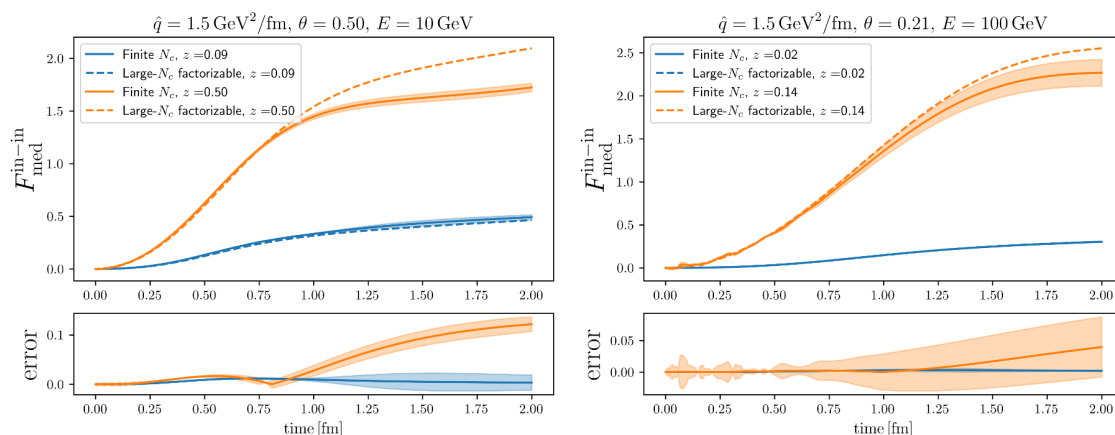 q̂ = 1.5 GeV²/fm, θ = 0.50, E = 10 GeV
Finite N_c, z =0.09
Large-N_c factorizable, z =0.09
Finite N_c, z =0.50
Large-N_c factorizable, z =0.50
F_med^in−in
2.0
1.5
1.0
0.5
0.0
0.00 0.25 0.50 0.75 1.00 1.25 1.50 1.75 2.00
error
0.1
0.0
0.00 0.25 0.50 0.75 1.00 1.25 1.50 1.75 2.00
time [fm]
q̂ = 1.5 GeV²/fm, θ = 0.21, E = 100 GeV
Finite N_c, z =0.02
Large-N_c factorizable, z =0.02
Finite N_c, z =0.14
Large-N_c factorizable, z =0.14
F_med^in−in
2.5
2.0
1.5
1.0
0.5
0.0
0.00 0.25 0.50 0.75 1.00 1.25 1.50 1.75 2.00
error
0.05
0.00
0.00 0.25 0.50 0.75 1.00 1.25 1.50 1.75 2.00
time [fm]